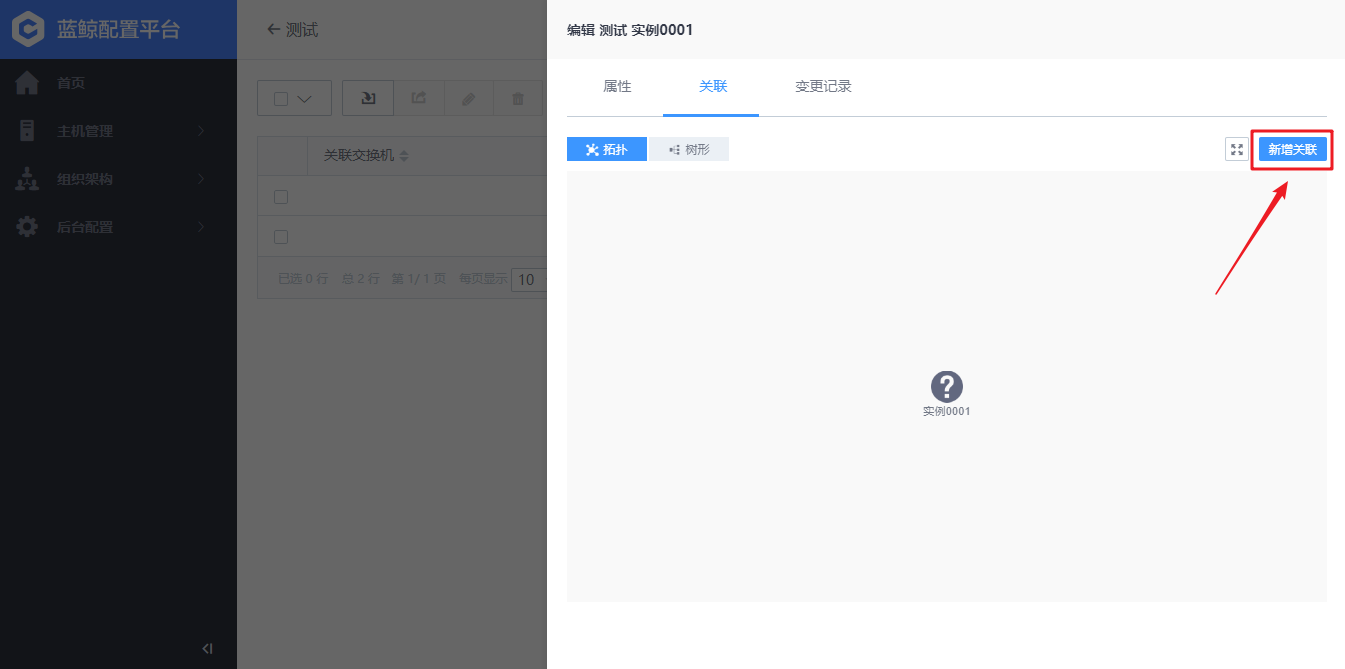 蓝鲸配置平台
首页
主机管理
组织架构
后台配置
测试
关联交换机
已选 0 行 总 2 行 第 1/ 1 页 每页显示 10
编辑 测试 实例0001
属性 关联 变更记录
拓扑 树形 新增关联
实例0001